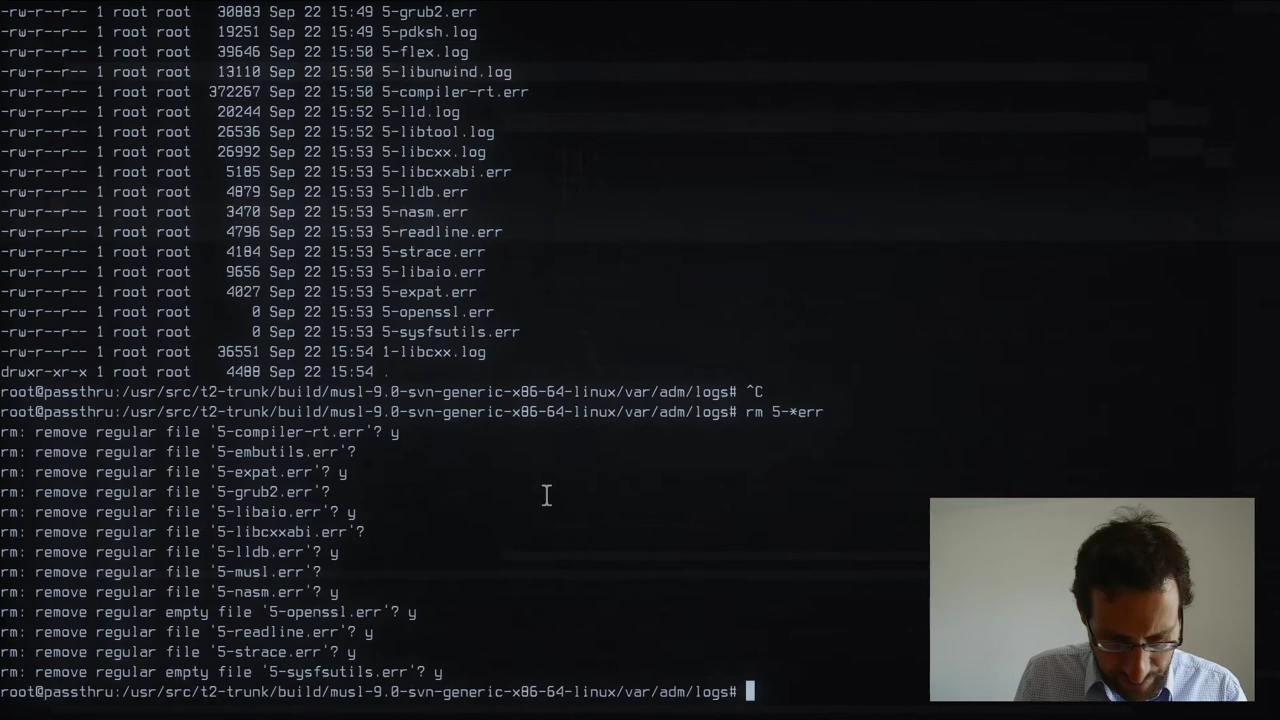 -rw-r--r-- 1 root root   30883 Sep 22 15:49 5-grub2.err
-rw-r--r-- 1 root root   19251 Sep 22 15:49 5-pdksh.log
-rw-r--r-- 1 root root   39646 Sep 22 15:50 5-flex.log
-rw-r--r-- 1 root root   13110 Sep 22 15:50 5-libunwind.log
-rw-r--r-- 1 root root  372267 Sep 22 15:50 5-compiler-rt.err
-rw-r--r-- 1 root root   20244 Sep 22 15:52 5-lld.log
-rw-r--r-- 1 root root   26536 Sep 22 15:52 5-libtool.log
-rw-r--r-- 1 root root   26992 Sep 22 15:53 5-libcxx.log
-rw-r--r-- 1 root root    5185 Sep 22 15:53 5-libcxxabi.err
-rw-r--r-- 1 root root    4879 Sep 22 15:53 5-lldb.err
-rw-r--r-- 1 root root    3470 Sep 22 15:53 5-nasm.err
-rw-r--r-- 1 root root    4796 Sep 22 15:53 5-readline.err
-rw-r--r-- 1 root root    4184 Sep 22 15:53 5-strace.err
-rw-r--r-- 1 root root    9656 Sep 22 15:53 5-libaio.err
-rw-r--r-- 1 root root    4027 Sep 22 15:53 5-expat.err
-rw-r--r-- 1 root root       0 Sep 22 15:53 5-openssl.err
-rw-r--r-- 1 root root       0 Sep 22 15:53 5-sysfsutils.err
-rw-r--r-- 1 root root   36551 Sep 22 15:54 1-libcxx.log
drwxr-xr-x 1 root root    4488 Sep 22 15:54 .
root@passthru:/usr/src/t2-trunk/build/musl-9.0-svn-generic-x86-64-linux/var/adm/logs# ^C
root@passthru:/usr/src/t2-trunk/build/musl-9.0-svn-generic-x86-64-linux/var/adm/logs# rm 5-*err
rm: remove regular file '5-compiler-rt.err'? y
rm: remove regular file '5-embutils.err'?
rm: remove regular file '5-expat.err'? y
rm: remove regular file '5-grub2.err'?
rm: remove regular file '5-libaio.err'? y
rm: remove regular file '5-libcxxabi.err'?
rm: remove regular file '5-lldb.err'? y
rm: remove regular file '5-musl.err'?
rm: remove regular file '5-nasm.err'? y
rm: remove regular empty file '5-openssl.err'? y
rm: remove regular file '5-readline.err'? y
rm: remove regular file '5-strace.err'? y
rm: remove regular empty file '5-sysfsutils.err'? y
root@passthru:/usr/src/t2-trunk/build/musl-9.0-svn-generic-x86-64-linux/var/adm/logs#